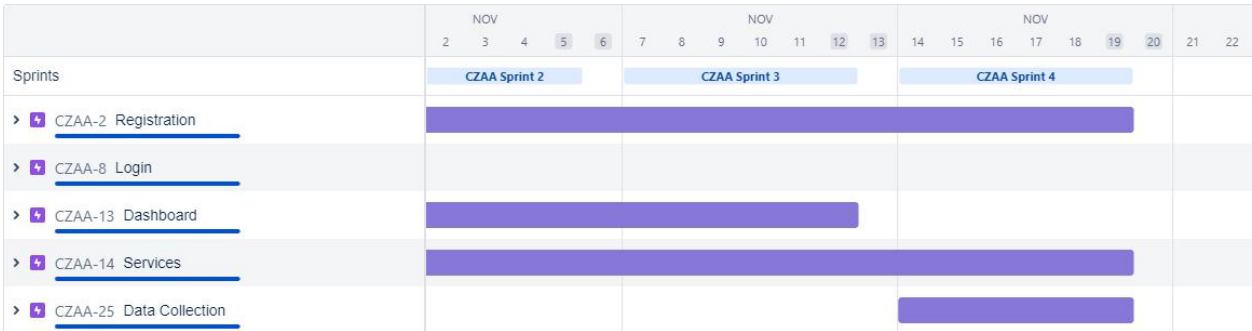 NOV NOV NOV
2 3 4 5 6 7 8 9 10 11 12 13 14 15 16 17 18 19 20 21 22
Sprints CZAA Sprint 2 CZAA Sprint 3 CZAA Sprint 4
CZAA-2 Registration
CZAA-8 Login
CZAA-13 Dashboard
CZAA-14 Services
CZAA-25 Data Collection